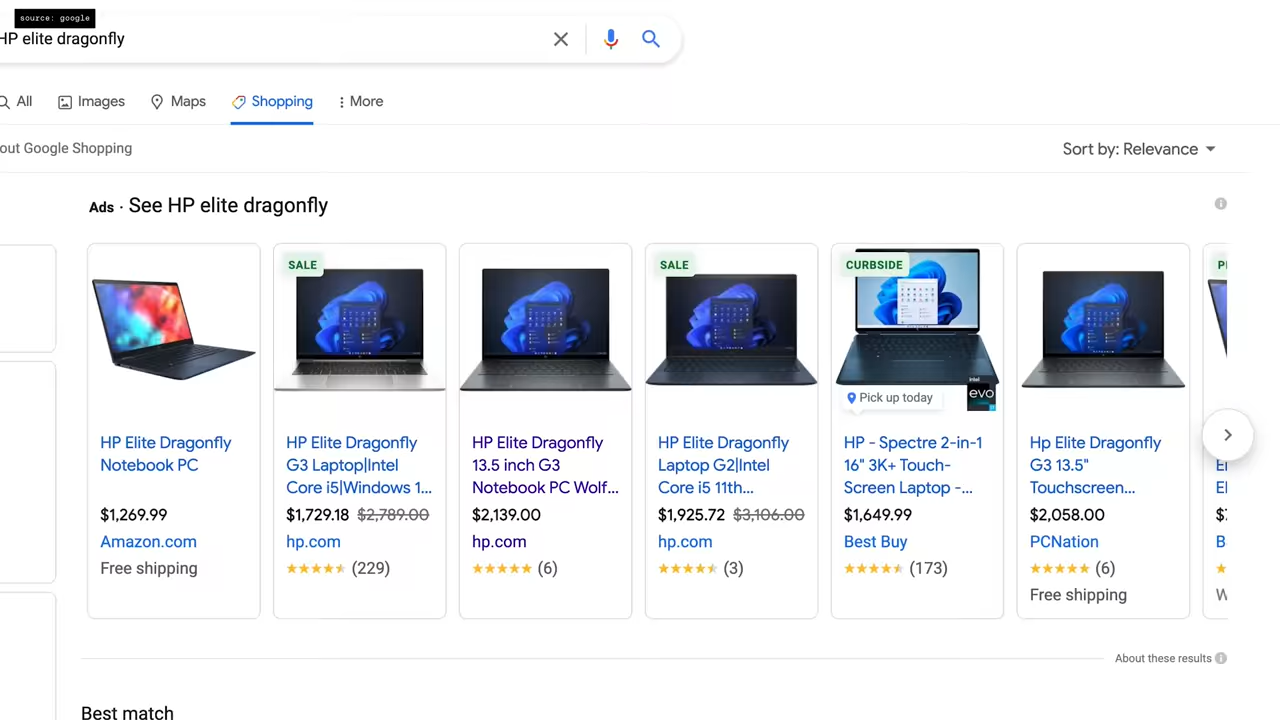 source: google
HP elite dragonfly
All
Images
Maps
Shopping
More
out Google Shopping
Sort by: Relevance
Ads · See HP elite dragonfly
HP Elite Dragonfly
Notebook PC
$1,269.99
Amazon.com
Free shipping
SALE
HP Elite Dragonfly
G3 Laptop|Intel
Core i5|Windows 1...
$1,729.18 $2,789.00
hp.com
(229)
HP Elite Dragonfly
13.5 inch G3
Notebook PC Wolf...
$2,139.00
hp.com
(6)
SALE
HP Elite Dragonfly
Laptop G2|Intel
Core i5 11th...
$1,925.72 $3,106.00
hp.com
(3)
CURBSIDE
Pick up today
intel
evo
HP - Spectre 2-in-1
16" 3K+ Touch-
Screen Laptop -...
$1,649.99
Best Buy
(173)
Hp Elite Dragonfly
G3 13.5"
Touchscreen...
$2,058.00
PCNation
(6)
Free shipping
About these results
Best match